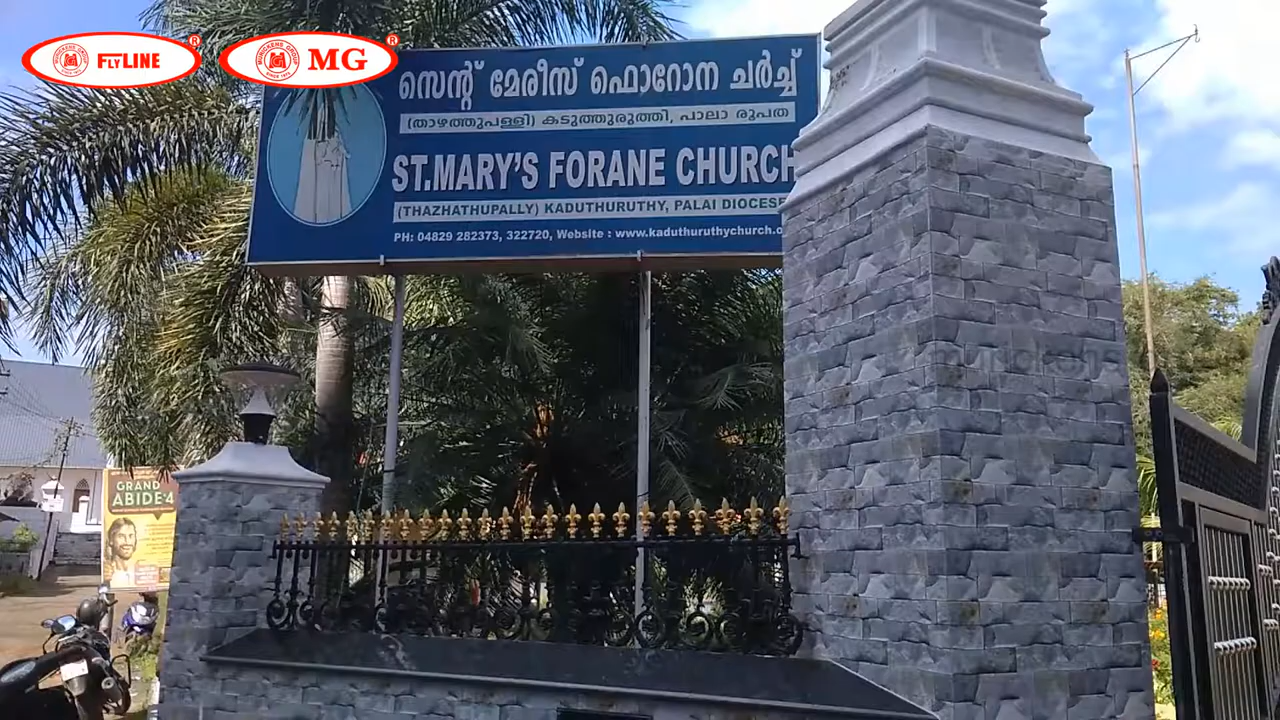 FLYLINE
MG
സെന്റ് മേരീസ് ഫൊറോന ചർച്ച്
(താഴത്തുപള്ളി) കടുത്തുരുത്തി, പാലാ രൂപത
ST.MARY'S FORANE CHURCH
(THAZHATHUPALLY) KADUTHURUTHY, PALAI DIOCESE
PH: 04829 282373, 322720, Website : www.kaduthuruthychurch.o
GRAND
ABIDE